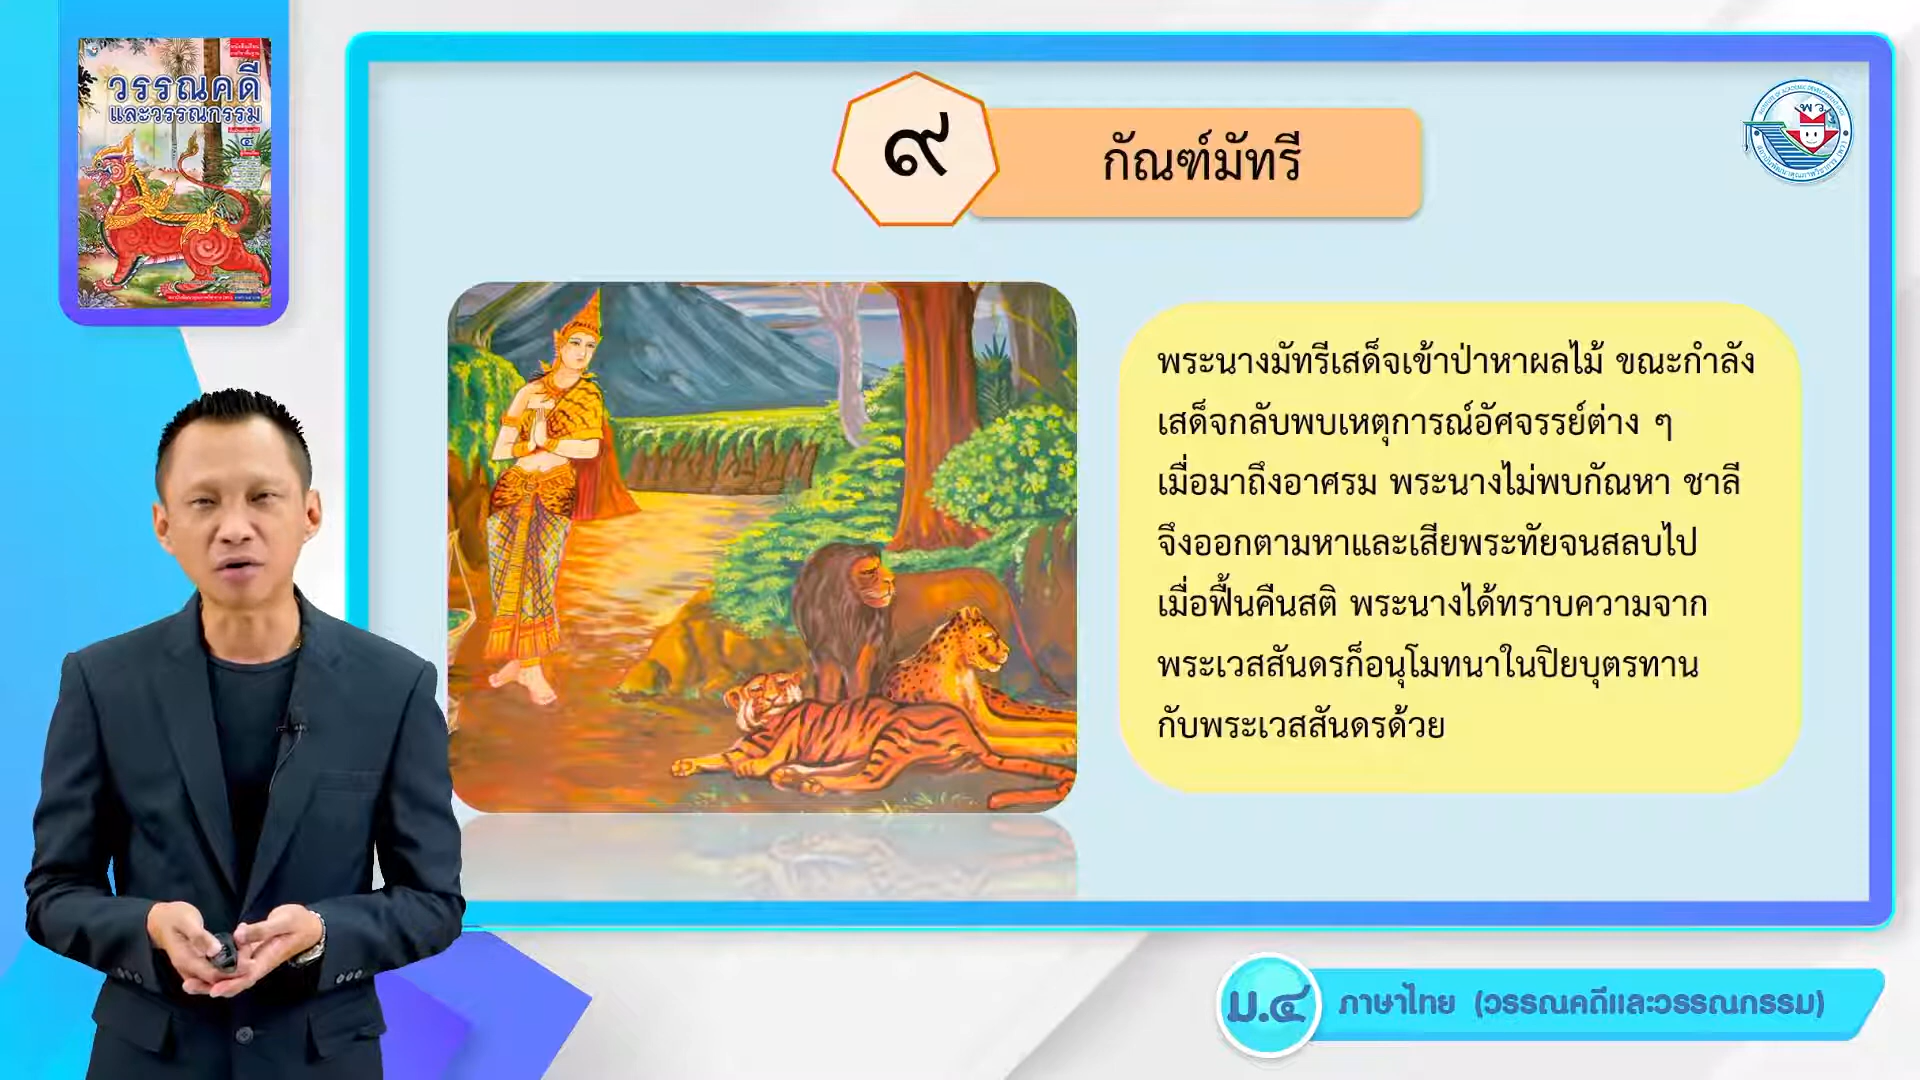 วรรณคดี
และวรรณกรรม
๙
กัณฑ์มัทรี
พระนางมัทรีเสด็จเข้าป่าหาผลไม้ ขณะกำลัง
เสด็จกลับพบเหตุการณ์อัศจรรย์ต่าง ๆ
เมื่อมาถึงอาศรม พระนางไม่พบกัณหา ชาลี
จึงออกตามหาและเสียพระทัยจนสลบไป
เมื่อฟื้นคืนสติ พระนางได้ทราบความจาก
พระเวสสันดรก็อนุโมทนาในปิยบุตรทาน
กับพระเวสสันดรด้วย
พว
ม.๔ ภาษาไทย (วรรณคดีและวรรณกรรม)